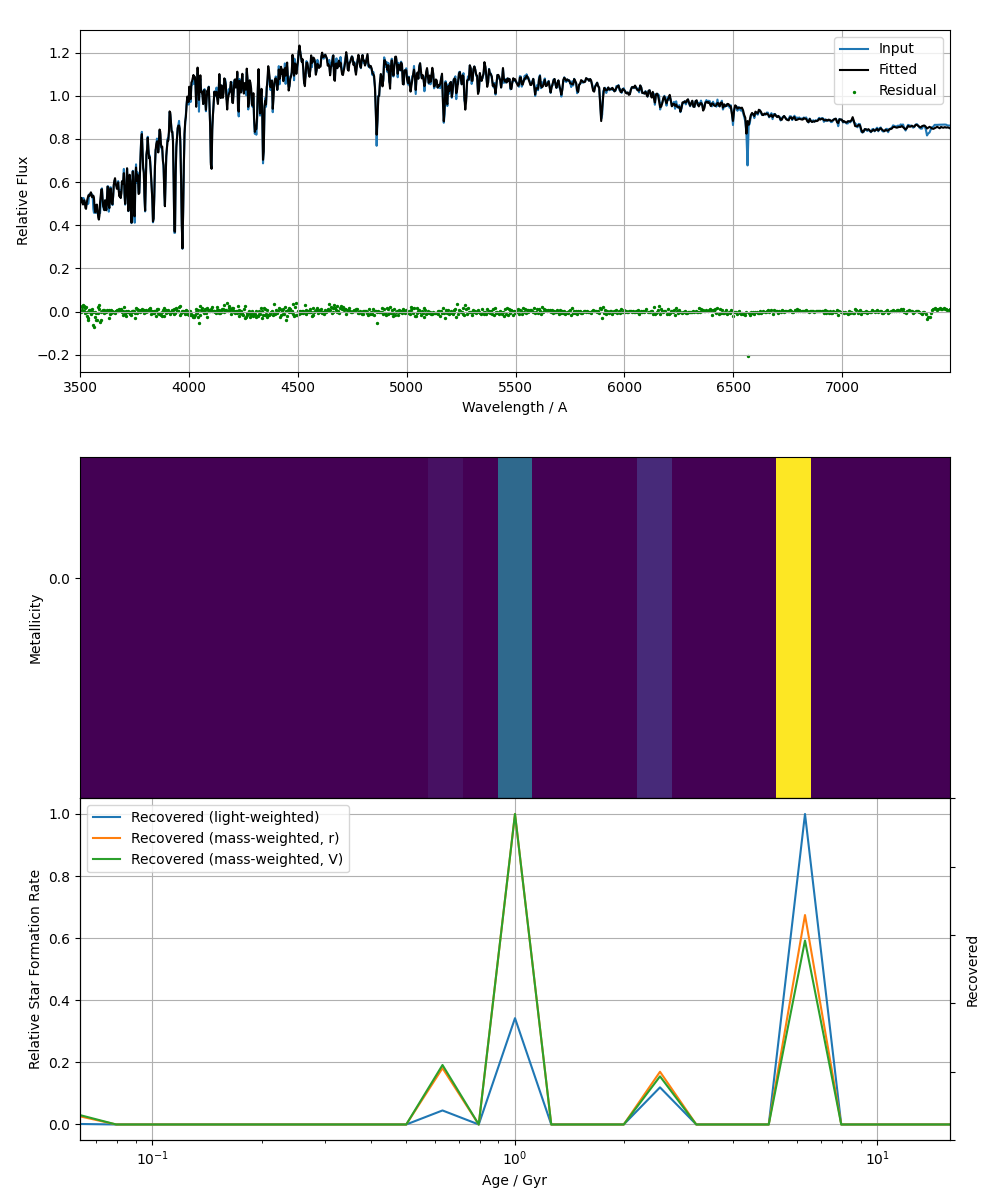 1.2
1.0
0.8
0.6
0.4
0.2
0.0
−0.2
Relative Flux
Input
Fitted
Residual
3500 4000 4500 5000 5500 6000 6500 7000
Wavelength / A
0.0
Metallicity
1.0
0.8
0.6
0.4
0.2
0.0
Relative Star Formation Rate
Recovered (light-weighted)
Recovered (mass-weighted, r)
Recovered (mass-weighted, V)
Recovered
10⁻¹ 10⁰ 10¹
Age / Gyr